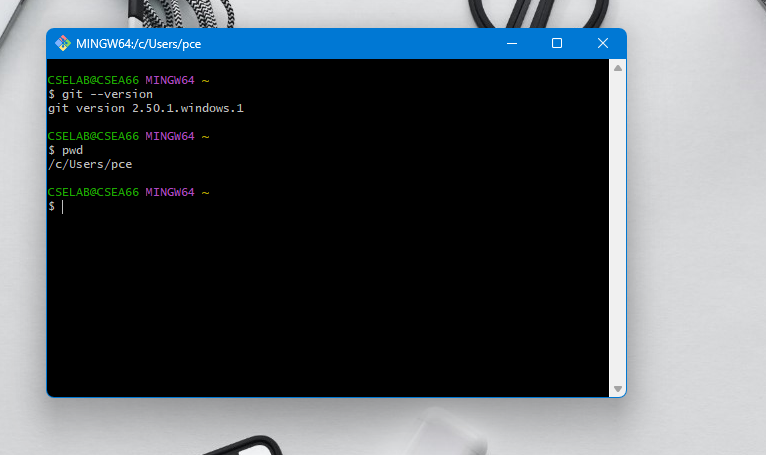 MINGW64:/c/Users/pce
CSELAB@CSEA66 MINGW64 ~
$ git --version
git version 2.50.1.windows.1
CSELAB@CSEA66 MINGW64 ~
$ pwd
/c/Users/pce
CSELAB@CSEA66 MINGW64 ~
$